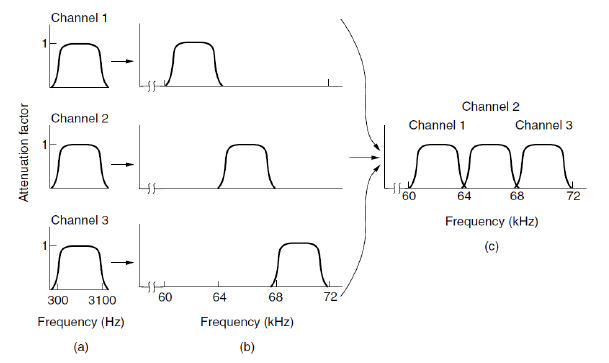 Channel 1
1
Channel 2
1
Channel 3
1
Attenuation factor
300 3100
Frequency (Hz)
(a)
60 64 68 72
Frequency (kHz)
(b)
Channel 2
Channel 1 Channel 3
60 64 68 72
Frequency (kHz)
(c)